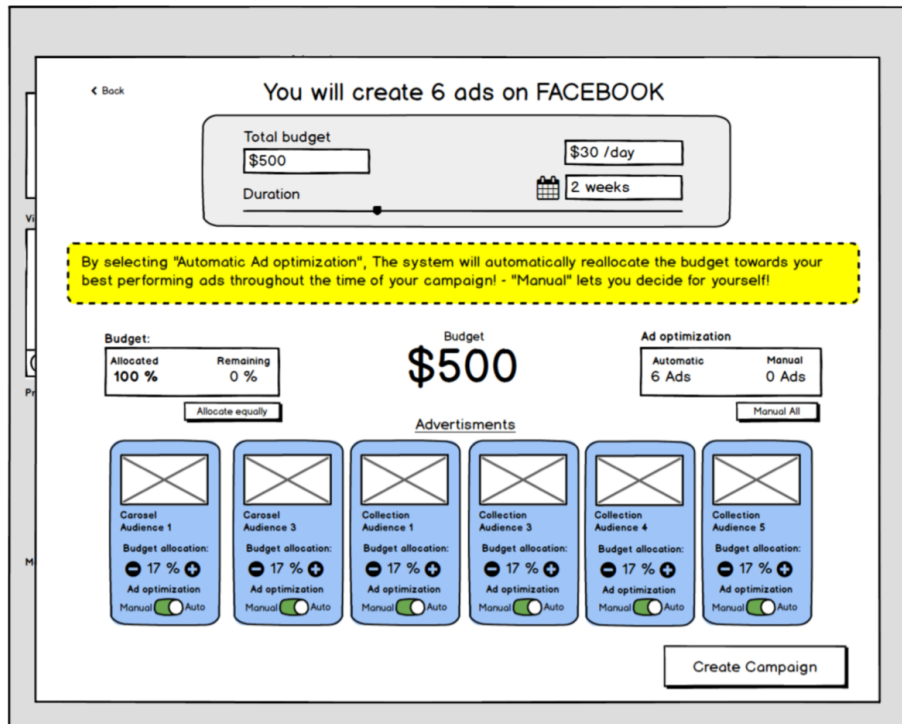 < Back
You will create 6 ads on FACEBOOK
Total budget
$500
$30 /day
Duration
2 weeks
By selecting "Automatic Ad optimization", The system will automatically reallocate the budget towards your
best performing ads throughout the time of your campaign! - "Manual" lets you decide for yourself!
Budget:
Allocated Remaining
100 % 0 %
Allocate equally
Budget
$500
Ad optimization
Automatic Manual
6 Ads 0 Ads
Manual All
Advertisments
Carosel
Audience 1
Budget allocation:
17 %
Ad optimization
Manual Auto
Carosel
Audience 3
Budget allocation:
17 %
Ad optimization
Manual Auto
Collection
Audience 1
Budget allocation:
17 %
Ad optimization
Manual Auto
Collection
Audience 3
Budget allocation:
17 %
Ad optimization
Manual Auto
Collection
Audience 4
Budget allocation:
17 %
Ad optimization
Manual Auto
Collection
Audience 5
Budget allocation:
17 %
Ad optimization
Manual Auto
Create Campaign